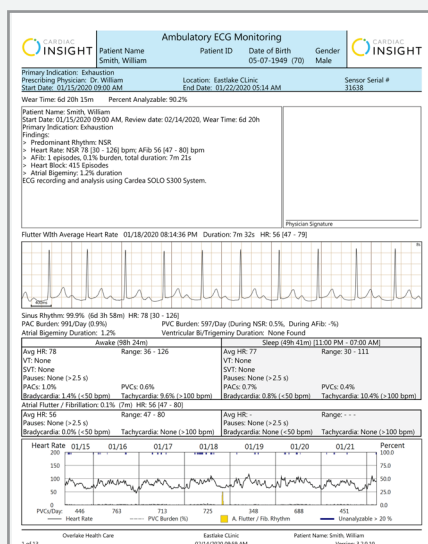 CARDIAC
INSIGHT
Ambulatory ECG Monitoring
CARDIAC
INSIGHT
Patient Name Patient ID Date of Birth Gender
Smith, William 05-07-1949 (70) Male
Primary Indication: Exhaustion
Prescribing Physician: Dr. William Location: Eastlake CLinic Sensor Serial #
Start Date: 01/15/2020 09:00 AM End Date: 01/22/2020 05:14 AM 31638
Wear Time: 6d 20h 15m Percent Analyzable: 90.2%
Patient Name: Smith, William
Start Date: 01/15/2020 09:00 AM, Review date: 02/14/2020, Wear Time: 6d 20h
Primary Indication: Exhaustion
Findings:
> Predominant Rhythm: NSR
> Heart Rate: NSR 78 [30 - 126] bpm; AFib 56 [47 - 80] bpm
> AFib: 1 episodes, 0.1% burden, total duration: 7m 21s
> Heart Block: 415 Episodes
> Atrial Bigeminy: 1.2% duration
ECG recording and analysis using Cardea SOLO S300 System.
Physician Signature
Flutter WIth Average Heart Rate 01/18/2020 08:14:36 PM Duration: 7m 32s HR: 56 [47 - 79]
Sinus Rhythm: 99.9% (6d 3h 58m) HR: 78 [30 - 126]
PAC Burden: 991/Day (0.9%) PVC Burden: 597/Day (During NSR: 0.5%, During AFib: -%)
Atrial Bigeminy Duration: 1.2% Ventricular Bi/Trigeminy Duration: None Found
Awake (98h 24m) Sleep (49h 41m) [11:00 PM - 07:00 AM]
Avg HR: 78 Range: 36 - 126 Avg HR: 77 Range: 30 - 111
VT: None VT: None
SVT: None SVT: None
Pauses: None (>2.5 s) Pauses: None (>2.5 s)
PACs: 1.0% PVCs: 0.6% PACs: 0.7% PVCs: 0.4%
Bradycardia: 1.4% (<50 bpm) Tachycardia: 9.6% (>100 bpm) Bradycardia: 0.8% (<50 bpm) Tachycardia: 10.4% (>100 bpm)
Atrial Flutter / Fibrillation: 0.1% (7m) HR: 56 [47 - 80]
Avg HR: 56 Range: 47 - 80 Avg HR: - Range: - - -
Pauses: None (>2.5 s) Pauses: None (>2.5 s)
Bradycardia: 0.0% (<50 bpm) Tachycardia: None (>100 bpm) Bradycardia: None (<50 bpm) Tachycardia: None (>100 bpm)
Heart Rate 01/15 01/16 01/17 01/18 01/19 01/20 01/21 Percent
200 100.0
150 75.0
100 50.0
50 25.0
0 0.0
PVCs/Day: 446 763 713 725 348 688 451
Heart Rate PVC Burden (%) A. Flutter / Fib. Rhythm Unanalyzable > 20 %
Overlake Health Care Eastlake CLinic Patient Name: Smith, William